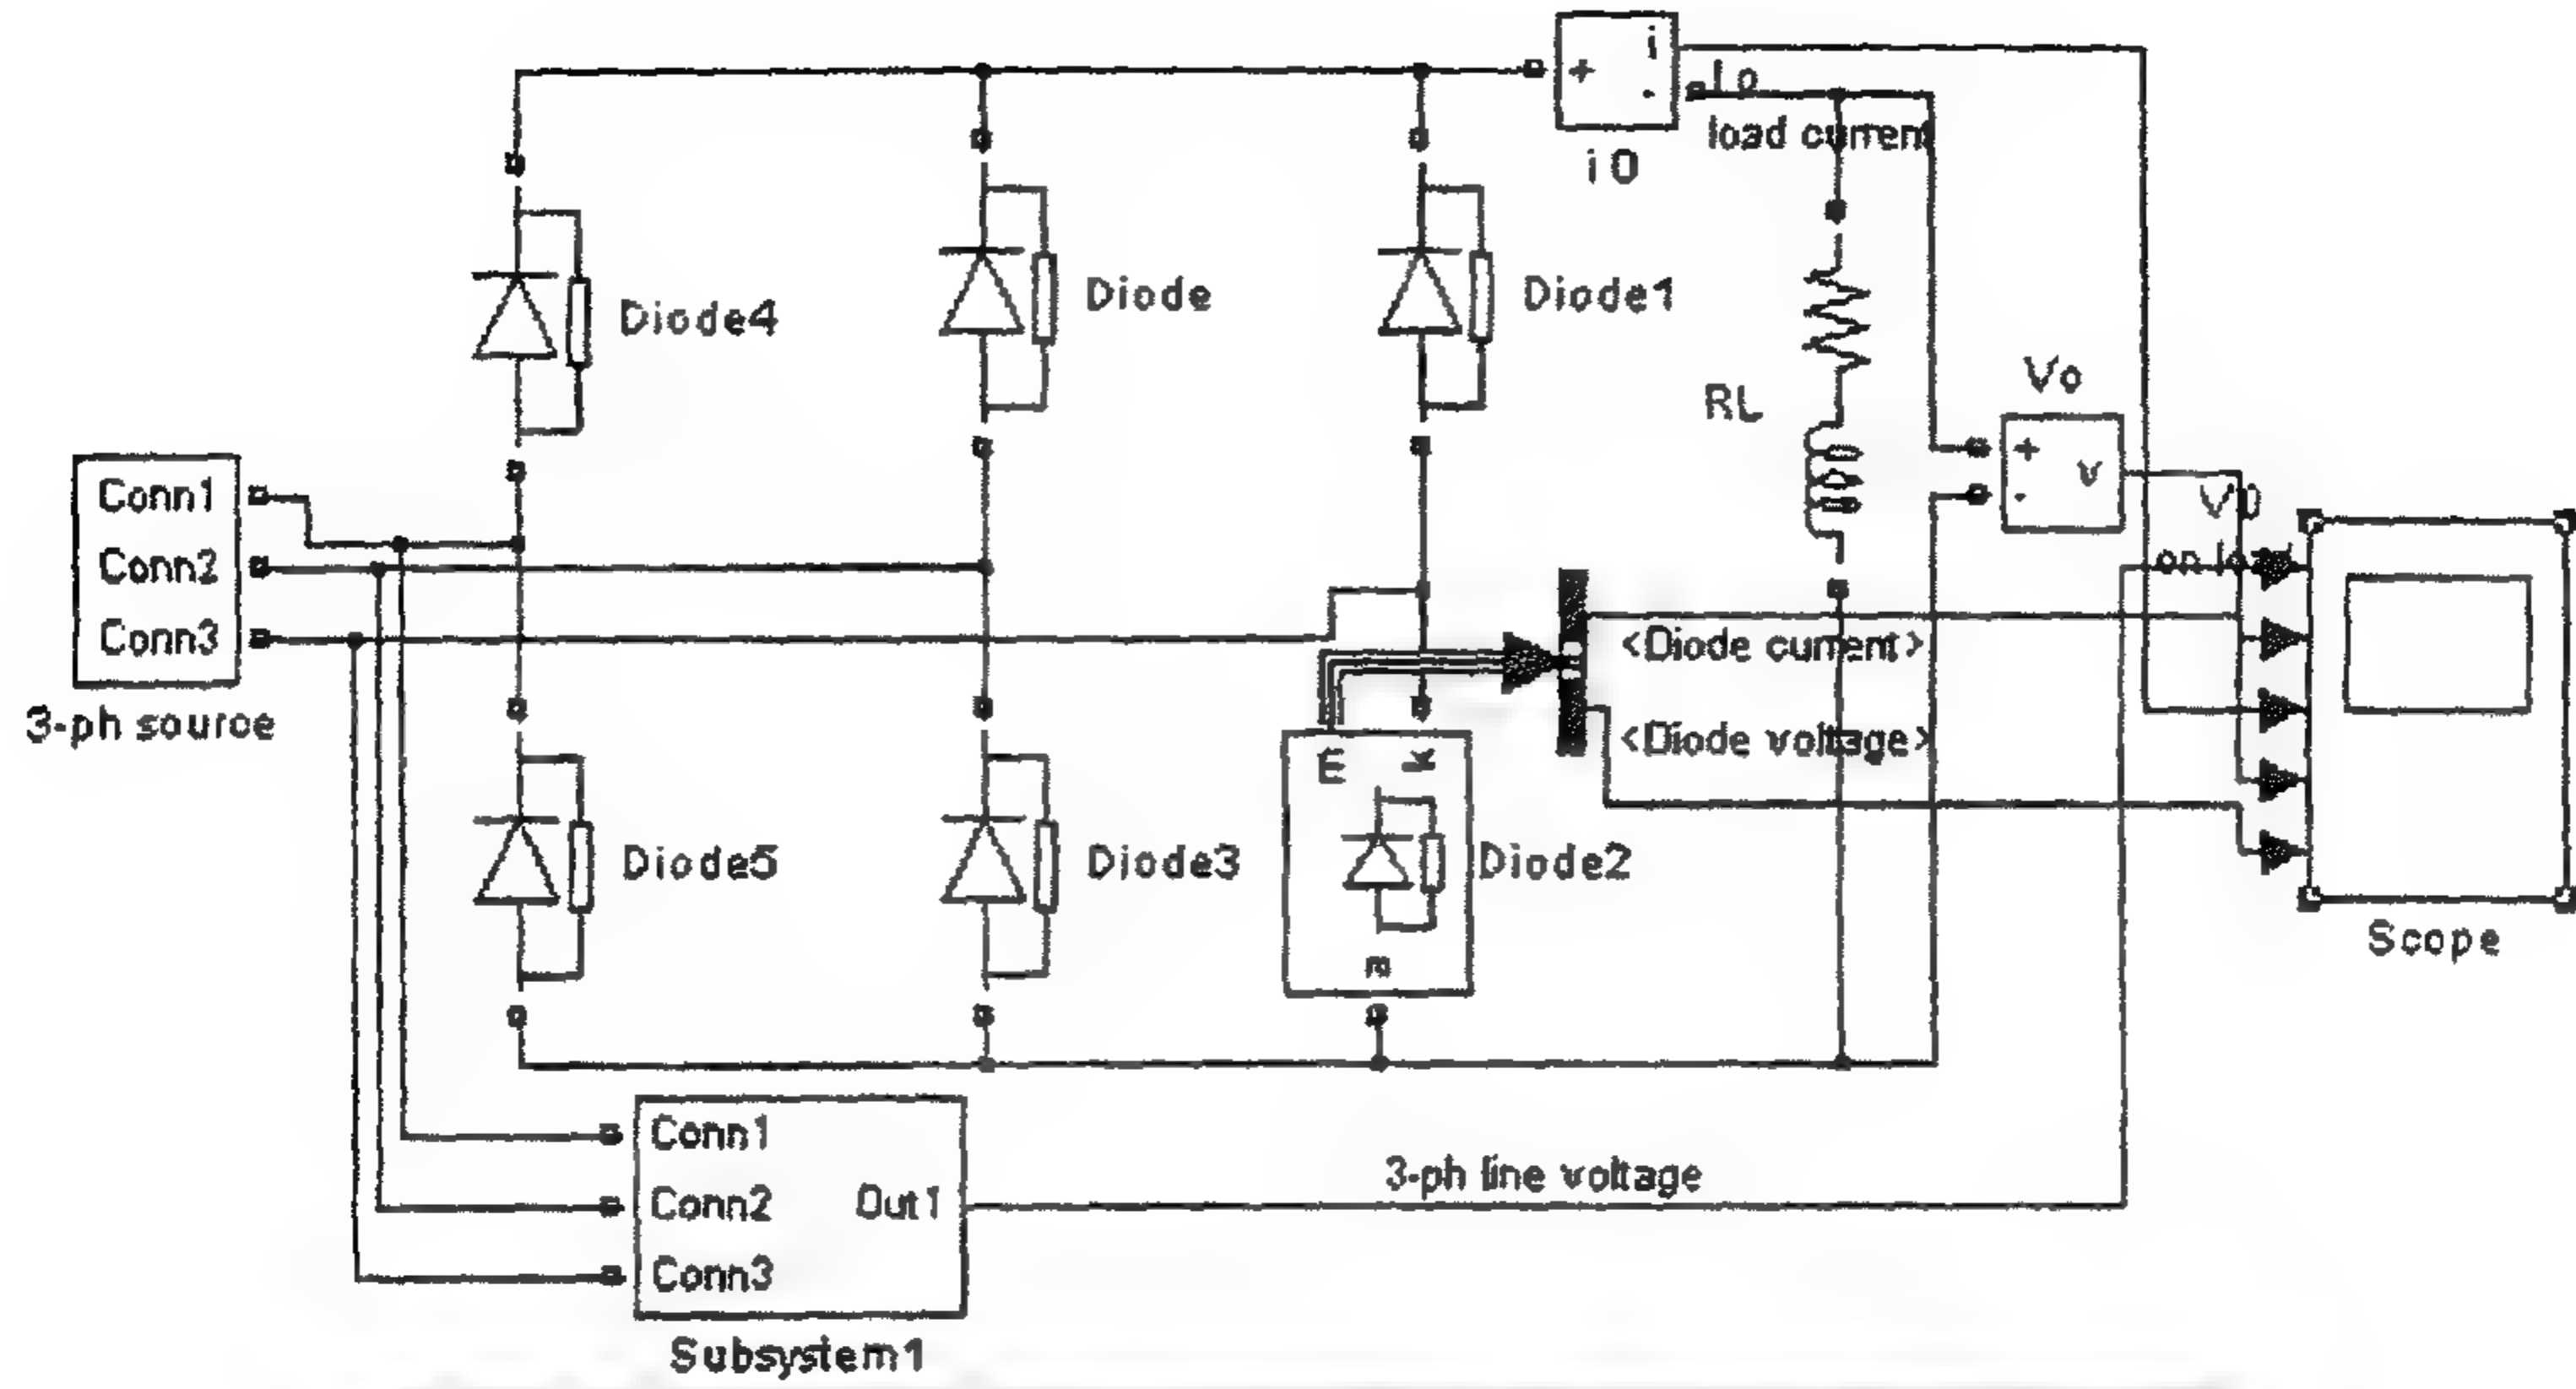 i
+
-
Io
load current
i0
Diode4
Diode
Diode1
RL
Vo
+
v
-
Conn1
Conn2
Conn3
3-ph source
<Diode current>
<Diode voltage>
m
k
Diode5
Diode3
Diode2
a
Scope
Conn1
Conn2
Out1
Conn3
3-ph line voltage
Subsystem1